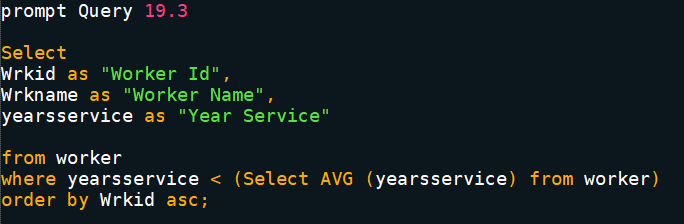 prompt Query 19.3
Select
Wrkid as "Worker Id",
Wrkname as "Worker Name",
yearsservice as "Year Service"
from worker
where yearsservice < (Select AVG (yearsservice) from worker)
order by Wrkid asc;